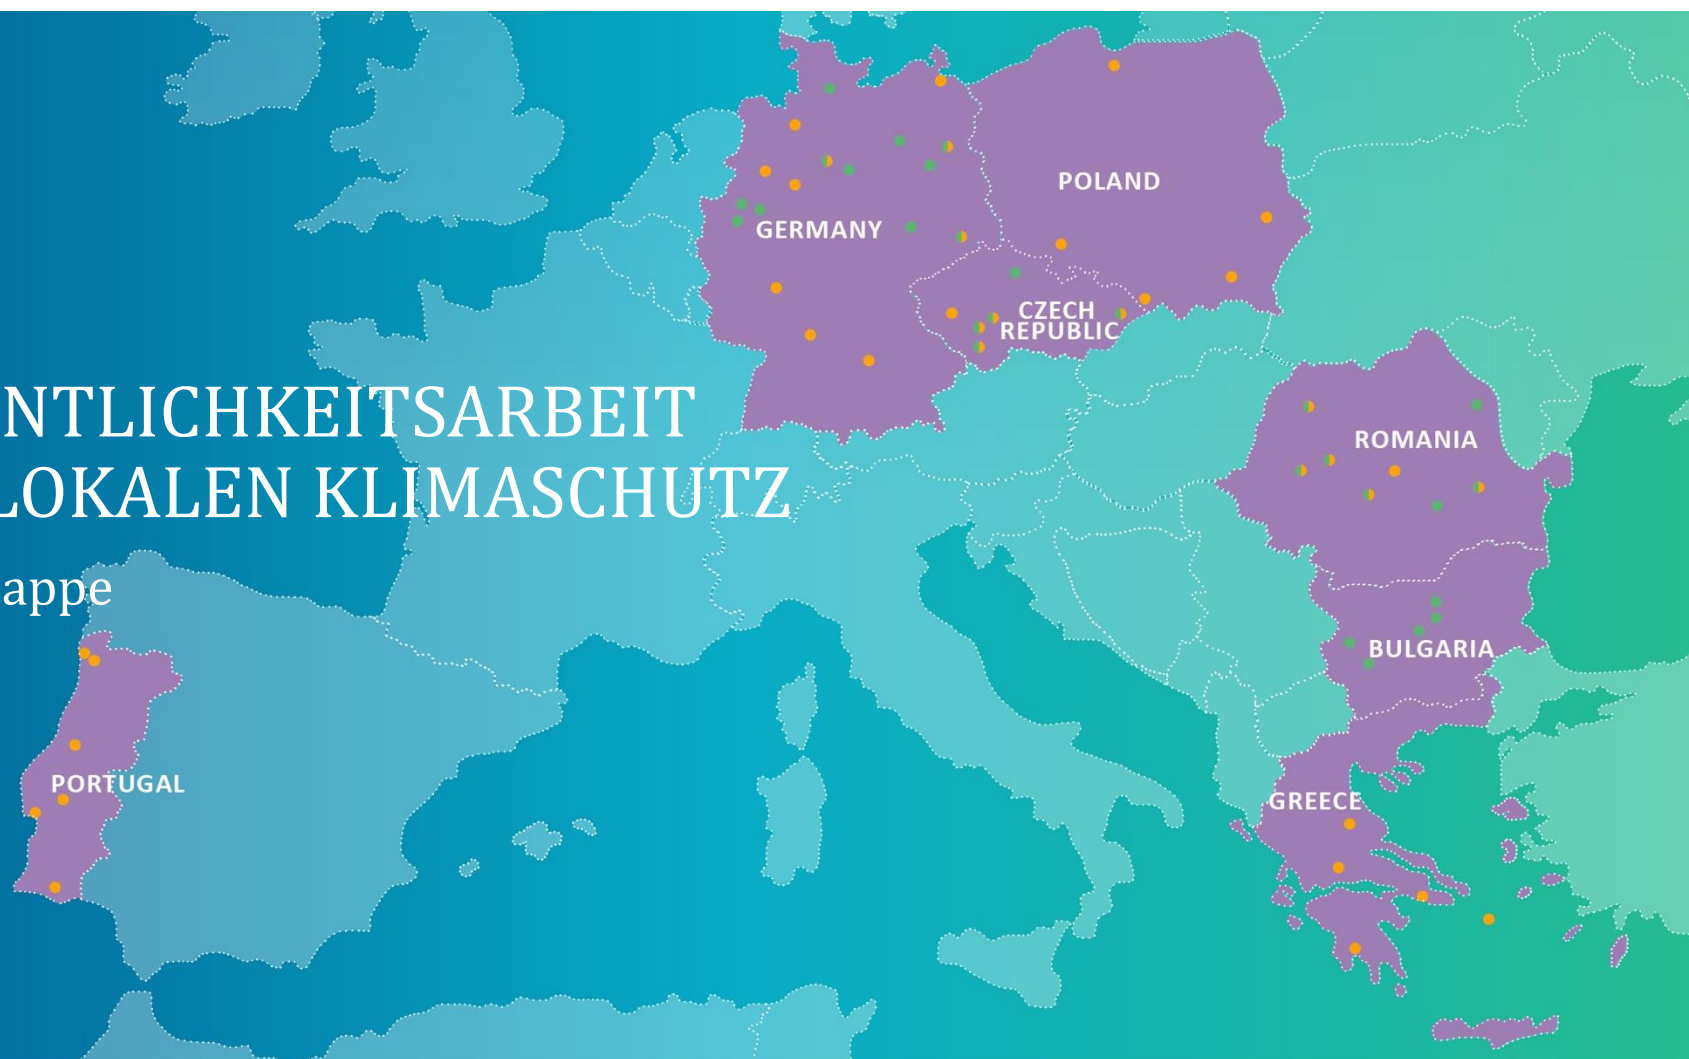 POLAND
GERMANY
CZECH
REPUBLIC
NTLICHKEITSARBEIT
LOKALEN KLIMASCHUTZ
appe
ROMANIA
BULGARIA
PORTUGAL
GREECE